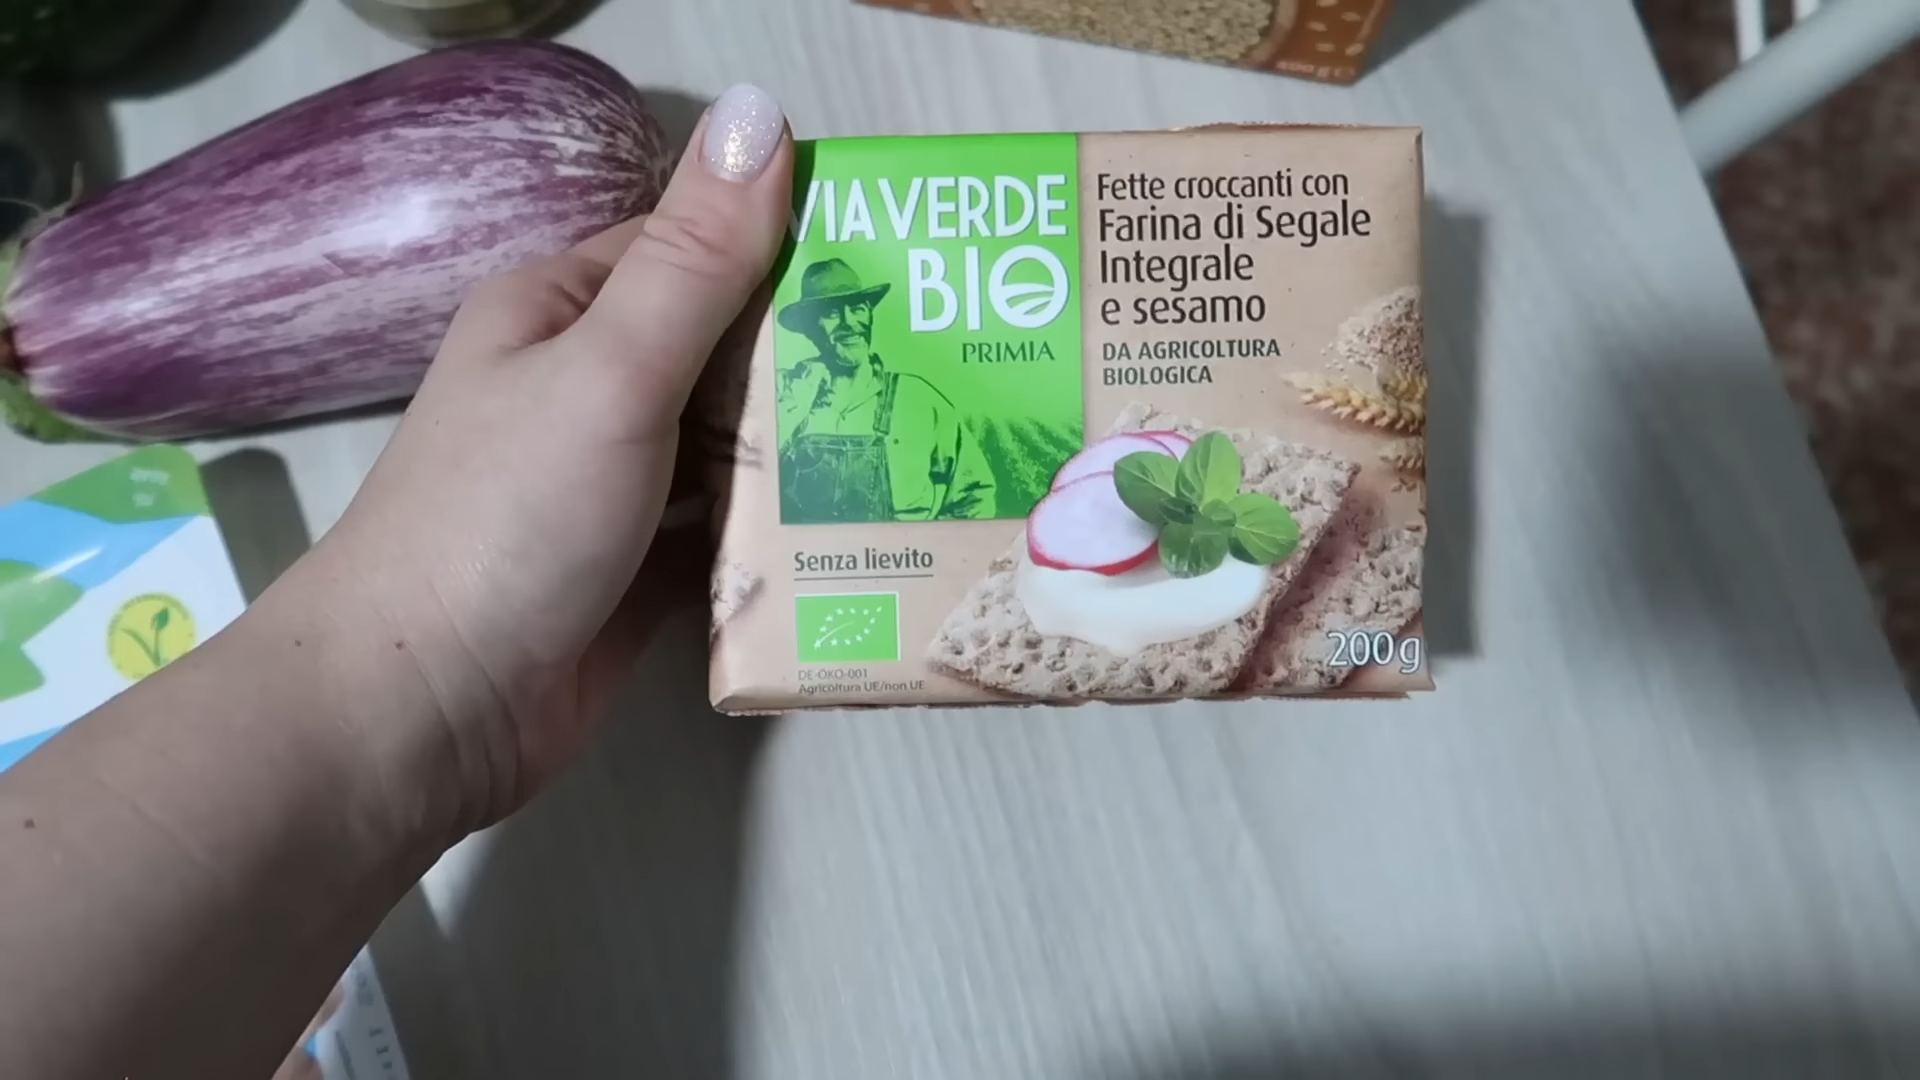 VIAVERDE
BIO
PRIMIA
Fette croccanti con
Farina di Segale
Integrale
e sesamo
DA AGRICOLTURA
BIOLOGICA
Senza lievito
DE-ÖKO-001
Agricoltura UE/non UE
200g